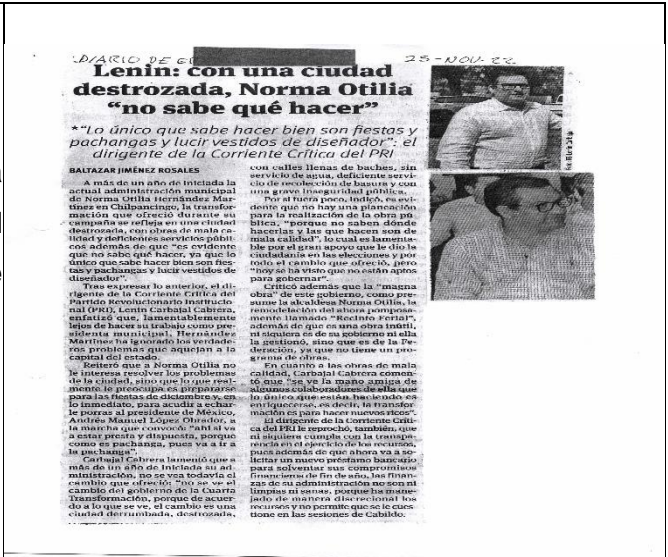 DIARIO DE
25-NOV-22
Lenin: con una ciudad
destrozada, Norma Otilia
“no sabe qué hacer”
*“Lo único que sabe hacer bien son fiestas y
pachangas y lucir vestidos de diseñador”: el
dirigente de la Corriente Crítica del PRI
BALTAZAR JIMÉNEZ ROSALES
A más de un año de iniciada la
actual administración municipal
de Norma Otilia Hernández Mar-
tínez en Chilpancingo, la transfor-
mación que ofreció durante su
campaña se refleja en una ciudad
destrozada, con obras de mala ca-
lidad y deficientes servicios públi-
cos además de que “es evidente
que no sabe qué hacer, ya que lo
único que sabe hacer bien son fies-
tas y pachangas y lucir vestidos de
diseñador”.
Tras expresar lo anterior, el di-
rigente de la Corriente Crítica del
Partido Revolucionario Institucio-
nal (PRI), Lenin Carbajal Cabrera,
enfatizó que, lamentablemente
lejos de hacer su trabajo como pre-
sidenta municipal, Hernández
Martínez ha ignorado los verdade-
ros problemas que aquejan a la
capital del estado.
Reiteró que a Norma Otilia no
le interesa resolver los problemas
de la ciudad, sino que lo que real-
mente le preocupa es prepararse
para las fiestas de diciembre y, en
lo inmediato, para acudir a echar-
le porras al presidente de México,
Andrés Manuel López Obrador, a
la marcha que convocó: “ahí sí va
a estar presta y dispuesta, porque
como es pachanga, pues va a ir a
la pachanga”.
Carbajal Cabrera lamentó que a
más de un año de iniciada su ad-
ministración, no se vea todavía el
cambio que ofreció: “no se ve el
cambio del gobierno de la Cuarta
Transformación, porque de acuer-
do a lo que se ve, el cambio es una
ciudad derrumbada, destrozada,
con calles llenas de baches, sin
servicio de agua, deficiente servi-
cio de recolección de basura y con
una grave inseguridad pública.
Por si fuera poco, indicó, es evi-
dente que no hay una planeación
para la realización de la obra pú-
blica, “porque no saben dónde
hacerlas y las que hacen son de
mala calidad”, lo cual es lamenta-
ble por el gran apoyo que le dio la
ciudadanía en las elecciones y por
todo el cambio que ofreció, pero
“hoy se ha visto que no están aptos
para gobernar”.
Criticó además que la “magna
obra” de este gobierno, como pre-
sume la alcaldesa Norma Otilia, la
remodelación del ahora pomposa-
mente llamado “Recinto Ferial”,
además de que es una obra inútil,
ni siquiera es de su gobierno ni ella
la gestionó, sino que es de la Fe-
deración, ya que no tiene un pro-
grama de obras.
En cuanto a las obras de mala
calidad, Carbajal Cabrera comen-
tó que “se ve la mano amiga de
algunos colaboradores de ella que
lo único que están haciendo es
enriquecerse, es decir, la transfor-
mación es para hacer nuevos ricos”.
El dirigente de la Corriente Críti-
ca del PRI le reprochó, también, que
ni siquiera cumpla con la transpa-
rencia en el ejercicio de los recursos,
pues además de que ahora va a so-
licitar un nuevo préstamo bancario
para solventar sus compromisos
financieros de fin de año, las finan-
zas de su administración no son ni
limpias ni sanas, porque ha mane-
jado de manera discrecional los
recursos y no permite que se le cues-
tione en las sesiones de Cabildo.